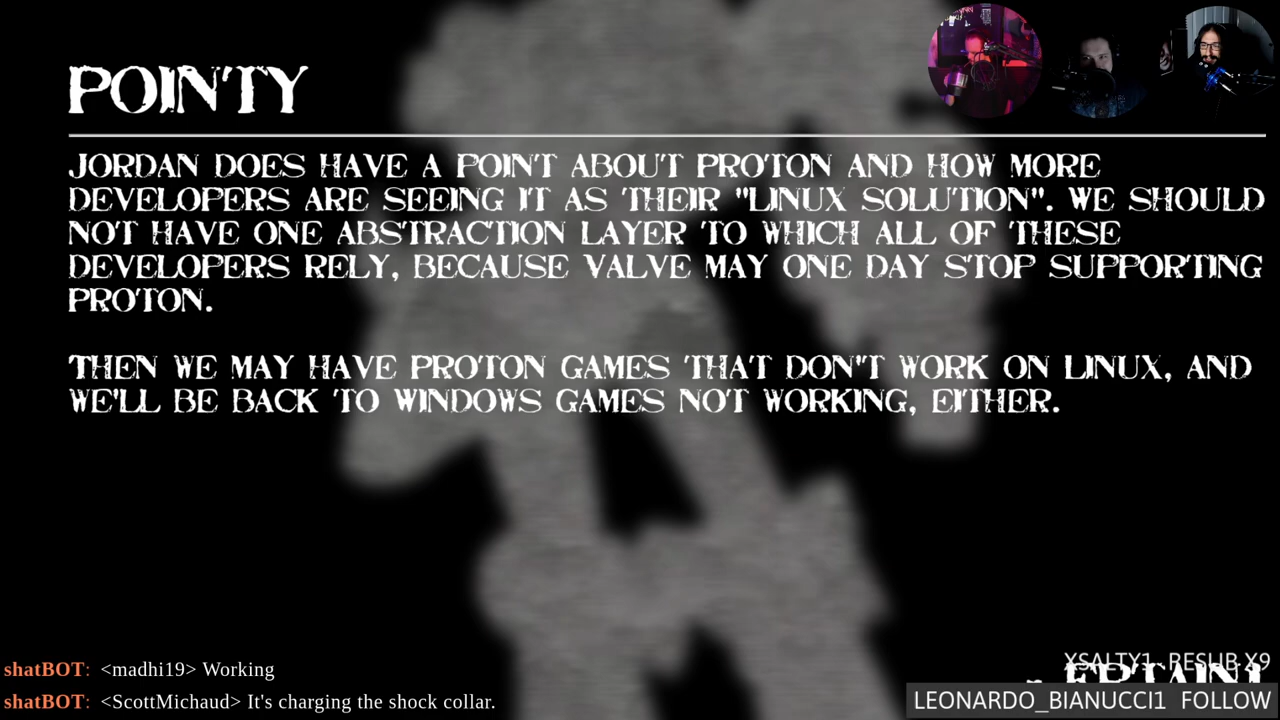 POINTY
JORDAN DOES HAVE A POINT ABOUT PROTON AND HOW MORE
DEVELOPERS ARE SEEING IT AS THEIR "LINUX SOLUTION". WE SHOULD
NOT HAVE ONE ABSTRACTION LAYER TO WHICH ALL OF THESE
DEVELOPERS RELY, BECAUSE VALVE MAY ONE DAY STOP SUPPORTING
PROTON.
THEN WE MAY HAVE PROTON GAMES THAT DON'T WORK ON LINUX, AND
WE'LL BE BACK TO WINDOWS GAMES NOT WORKING, EITHER.
shatBOT: <madhi19> Working
XSALTY1 RESUB X9
shatBOT: <ScottMichaud> It's charging the shock collar.
LEONARDO_BIANUCCI1 FOLLOW